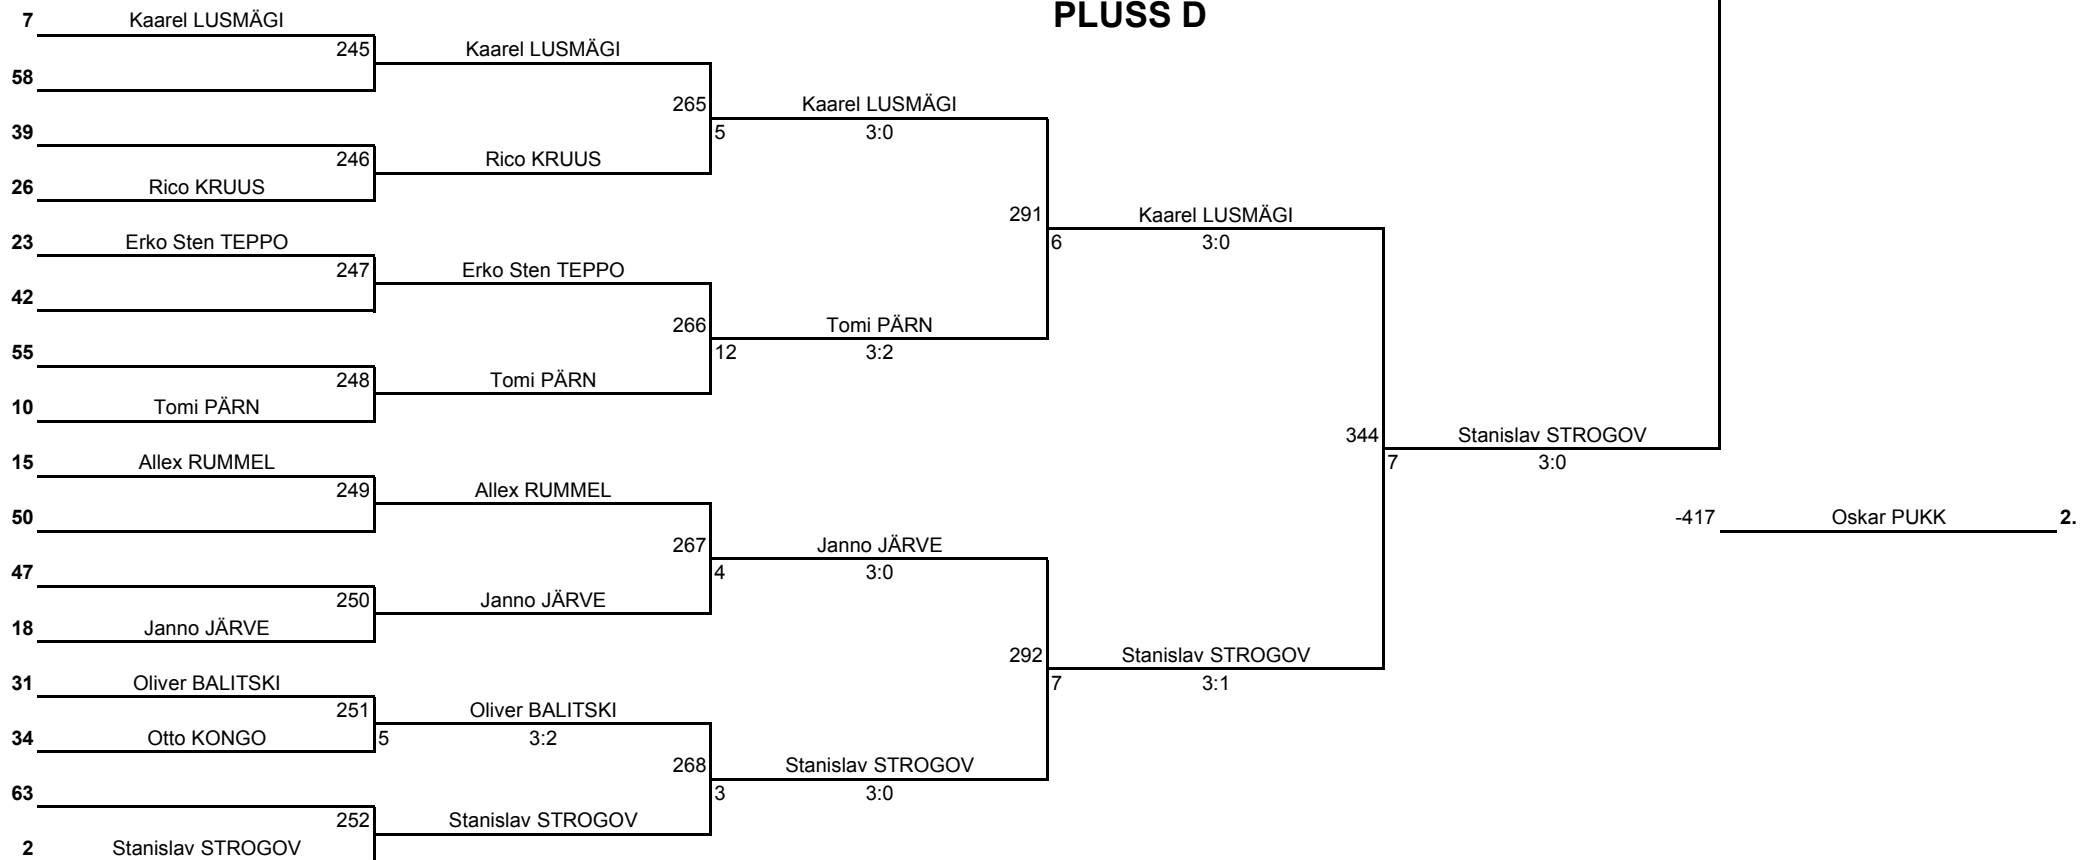 PLUSS D
7 Kaarel LUSMÄGI
245 Kaarel LUSMÄGI
58
265 Kaarel LUSMÄGI
39 5 3:0
246 Rico KRUUS
26 Rico KRUUS
291 Kaarel LUSMÄGI
23 Erko Sten TEPPO 6 3:0
247 Erko Sten TEPPO
42
266 Tomi PÄRN
55 12 3:2
248 Tomi PÄRN
10 Tomi PÄRN
344 Stanislav STROGOV
15 Allex RUMMEL 7 3:0
249 Allex RUMMEL
50 -417 Oskar PUKK 2.
267 Janno JÄRVE
47 4 3:0
250 Janno JÄRVE
18 Janno JÄRVE
292 Stanislav STROGOV
31 Oliver BALITSKI 7 3:1
251 Oliver BALITSKI
34 Otto KONGO 5 3:2
268 Stanislav STROGOV
63 3 3:0
252 Stanislav STROGOV
2 Stanislav STROGOV